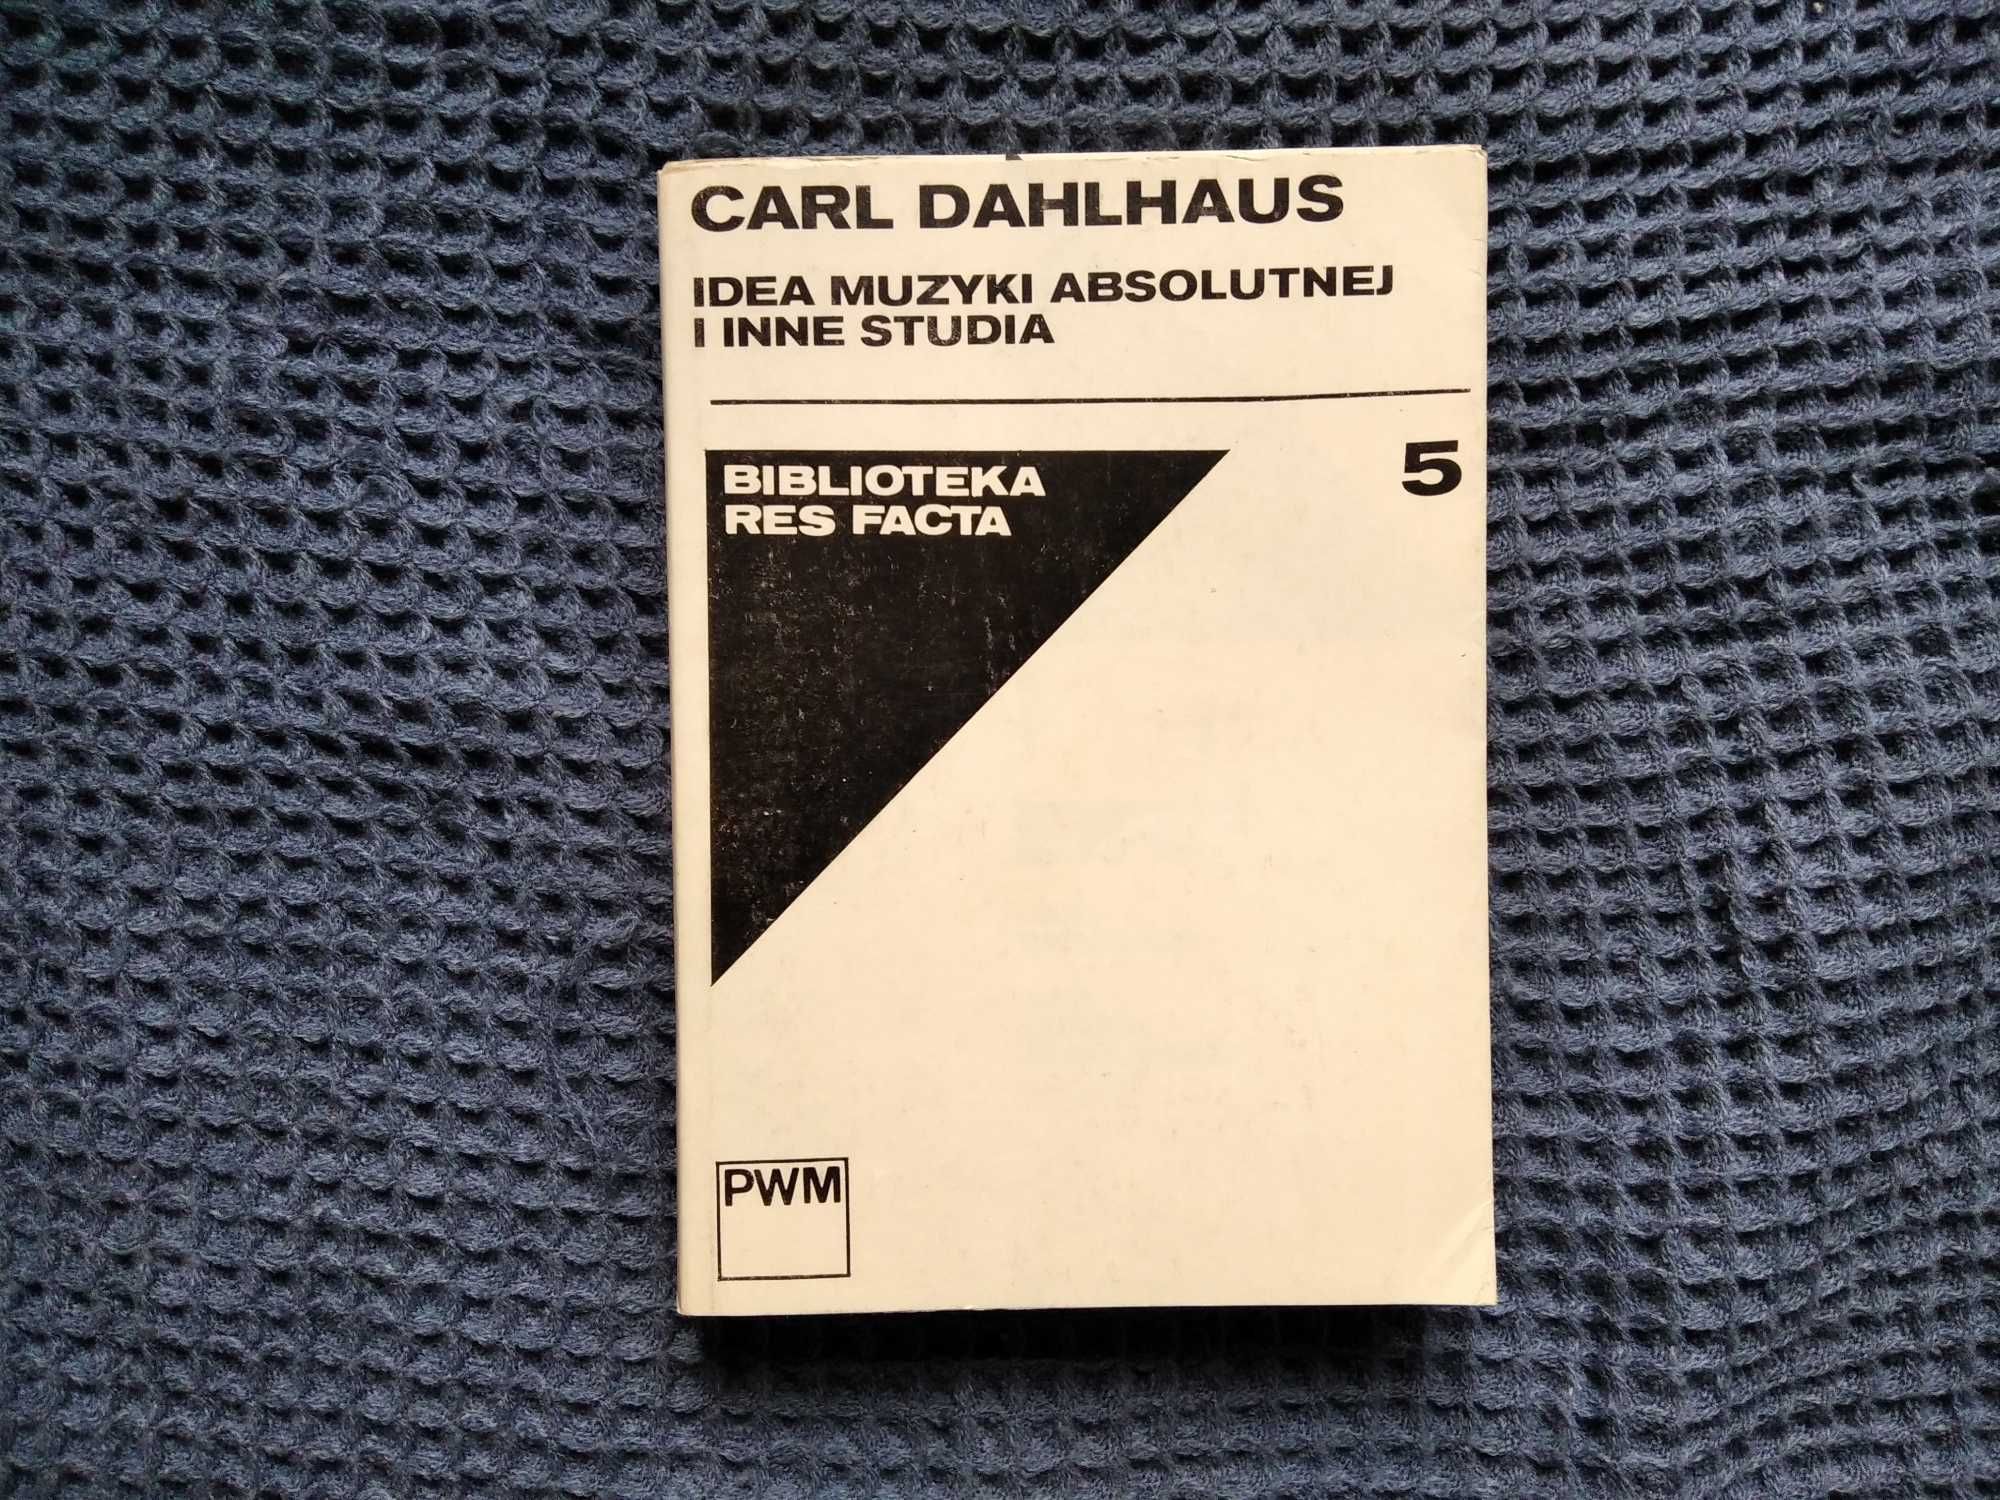 CARL DAHLHAUS
IDEA MUZYKI ABSOLUTNEJ
I INNE STUDIA
5
BIBLIOTEKA
RES FACTA
PWM